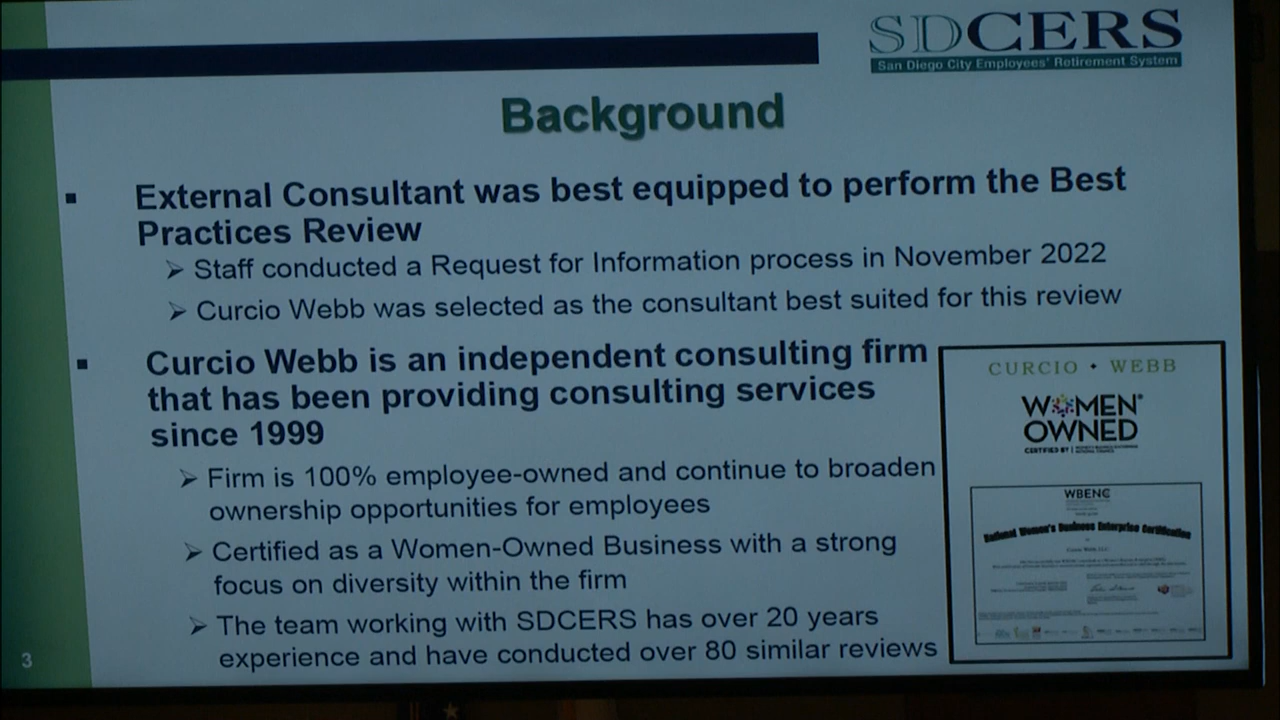 SDCERS
San Diego City Employees' Retirement System
Background
▪ External Consultant was best equipped to perform the Best
Practices Review
➢ Staff conducted a Request for Information process in November 2022
➢ Curcio Webb was selected as the consultant best suited for this review
▪ Curcio Webb is an independent consulting firm
that has been providing consulting services
since 1999
➢ Firm is 100% employee-owned and continue to broaden
ownership opportunities for employees
➢ Certified as a Women-Owned Business with a strong
focus on diversity within the firm
➢ The team working with SDCERS has over 20 years
experience and have conducted over 80 similar reviews
CURCIO • WEBB
WOMEN
OWNED
CERTIFIED BY
WBENC
National Women's Business Enterprise Certification
Curcio Webb LLC
3